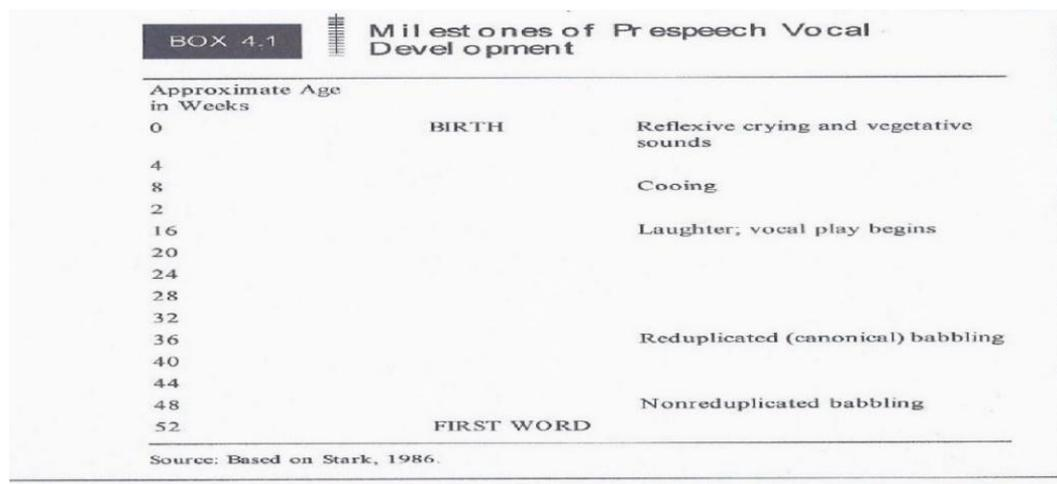 BOX 4.1
Milestones of Prespeech Vocal
Development
Approximate Age
in Weeks
0 BIRTH Reflexive crying and vegetative
sounds
4
8 Cooing
2
16 Laughter; vocal play begins
20
24
28
32
36 Reduplicated (canonical) babbling
40
44
48 Nonreduplicated babbling
52 FIRST WORD
Source: Based on Stark, 1986.